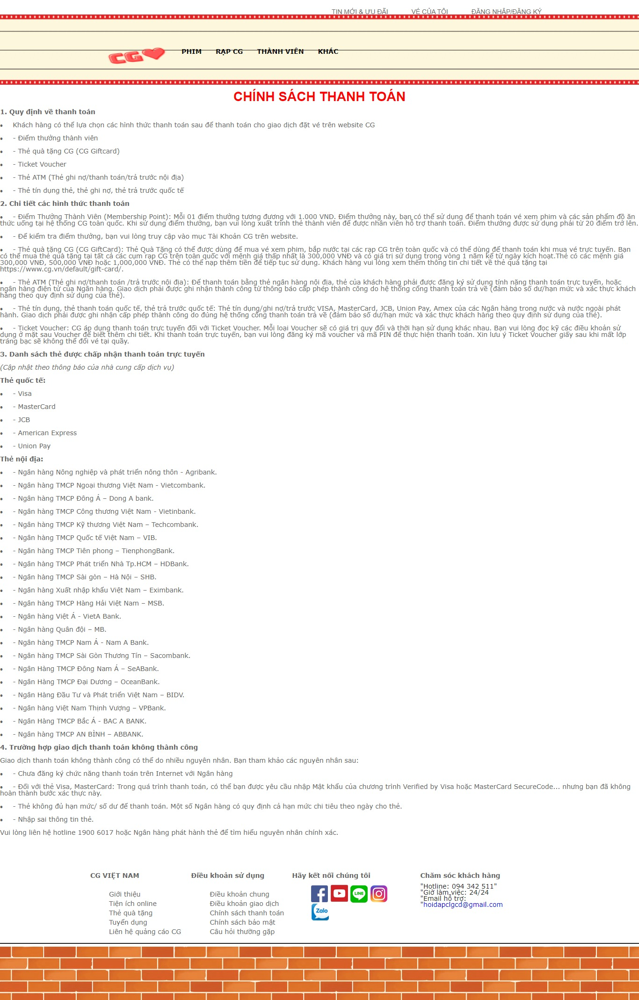 TIN MỚI & ƯU ĐÃI VÉ CỦA TÔI ĐĂNG NHÂP/ĐĂNG KÝ
CG PHIM RẠP CG THÀNH VIÊN KHÁC
CHÍNH SÁCH THANH TOÁN
1. Quy định về thanh toán
• Khách hàng có thể lựa chọn các hình thức thanh toán sau để thanh toán cho giao dịch đặt vé trên website CG
• - Điểm thưởng thành viên
• - Thẻ quà tặng CG (CG Giftcard)
• - Ticket Voucher
• - Thẻ ATM (Thẻ ghi nợ/thanh toán/trả trước nội địa)
• - Thẻ tín dụng thẻ, thẻ ghi nợ, thẻ trả trước quốc tế
2. Chi tiết các hình thức thanh toán
• - Điểm Thưởng Thành Viên (Membership Point): Mỗi 01 điểm thưởng tương đương với 1.000 VND. Điểm thưởng này, bạn có thể sử dụng để thanh toán vé xem phim và các sản phẩm đồ ăn
thức uống tại hệ thống CG toàn quốc. Khi sử dụng điểm thưởng, bạn vui lòng xuất trình thẻ thành viên để được nhân viên hỗ trợ thanh toán. Điểm thưởng được sử dụng phải từ 20 điểm trở lên.
• - Để kiểm tra điểm thưởng, bạn vui lòng truy cập vào mục Tài Khoản CG trên website.
• - Thẻ quà tặng CG (CG GiftCard): Thẻ Quà Tặng có thể được dùng để mua vé xem phim, bắp nước tại các rạp CG trên toàn quốc và có thể dùng để thanh toán khi mua vé trực tuyến. Bạn
có thể mua thẻ quà tặng tại tất cả các cụm rạp CG trên toàn quốc với mệnh giá thấp nhất là 300,000 VNĐ và có giá trị sử dụng trong vòng 1 năm kể từ ngày kích hoạt.Thẻ có các mệnh giá
300,000 VNĐ, 500,000 VNĐ hoặc 1,000,000 VNĐ. Thẻ có thể nạp thêm tiền để tiếp tục sử dụng. Khách hàng vui lòng xem thêm thông tin chi tiết về thẻ quà tặng tại
https://www.cg.vn/default/gift-card/.
• - Thẻ ATM (Thẻ ghi nợ/thanh toán /trả trước nội địa): Để thanh toán bằng thẻ ngân hàng nội địa, thẻ của khách hàng phải được đăng ký sử dụng tính năng thanh toán trực tuyến, hoặc
ngân hàng điện tử của Ngân hàng. Giao dịch phải được ghi nhận thành công từ thông báo cấp phép thành công do hệ thống cổng thanh toán trả về (đảm bảo số dư/hạn mức và xác thực khách
hàng theo quy định sử dụng của thẻ).
• - Thẻ tín dụng, thẻ thanh toán quốc tế, thẻ trả trước quốc tế: Thẻ tín dụng/ghi nợ/trả trước VISA, MasterCard, JCB, Union Pay, Amex của các Ngân hàng trong nước và nước ngoài phát
hành. Giao dịch phải được ghi nhận cấp phép thành công do đúng hệ thống cổng thanh toán trả về (đảm bảo số dư/hạn mức và xác thực khách hàng theo quy định sử dụng của thẻ).
• - Ticket Voucher: CG áp dụng thanh toán trực tuyến đối với Ticket Voucher. Mỗi loại Voucher sẽ có giá trị quy đổi và thời hạn sử dụng khác nhau. Bạn vui lòng đọc kỹ các điều khoản sử
dụng ở mặt sau Voucher để biết thêm chi tiết. Khi thanh toán trực tuyến, bạn vui lòng đăng ký mã voucher và mã PIN để thực hiện thanh toán. Xin lưu ý Ticket Voucher giấy sau khi mất lớp
tráng bạc sẽ không thể đổi vé tại quầy.
3. Danh sách thẻ được chấp nhận thanh toán trực tuyến
(Cập nhật theo thông báo của nhà cung cấp dịch vụ)
Thẻ quốc tế:
• - Visa
• - MasterCard
• - JCB
• - American Express
• - Union Pay
Thẻ nội địa:
• - Ngân hàng Nông nghiệp và phát triển nông thôn - Agribank.
• - Ngân hàng TMCP Ngoại thương Việt Nam - Vietcombank.
• - Ngân hàng TMCP Đông Á – Dong A bank.
• - Ngân hàng TMCP Công thương Việt Nam - Vietinbank.
• - Ngân hàng TMCP Kỹ thương Việt Nam – Techcombank.
• - Ngân hàng TMCP Quốc tế Việt Nam – VIB.
• - Ngân hàng TMCP Tiên phong – TienphongBank.
• - Ngân hàng TMCP Phát triển Nhà Tp.HCM – HDBank.
• - Ngân hàng TMCP Sài gòn – Hà Nội – SHB.
• - Ngân hàng Xuất nhập khẩu Việt Nam – Eximbank.
• - Ngân hàng TMCP Hàng Hải Việt Nam – MSB.
• - Ngân hàng Việt Á - VietA Bank.
• - Ngân hàng Quân đội – MB.
• - Ngân hàng TMCP Nam Á - Nam A Bank.
• - Ngân hàng TMCP Sài Gòn Thương Tín – Sacombank.
• - Ngân Hàng TMCP Đông Nam Á – SeABank.
• - Ngân Hàng TMCP Đại Dương – OceanBank.
• - Ngân Hàng Đầu Tư và Phát triển Việt Nam – BIDV.
• - Ngân hàng Việt Nam Thịnh Vượng – VPBank.
• - Ngân Hàng TMCP Bắc Á - BAC A BANK.
• - Ngân hàng TMCP AN BÌNH – ABBANK.
4. Trường hợp giao dịch thanh toán không thành công
Giao dịch thanh toán không thành công có thể do nhiều nguyên nhân. Bạn tham khảo các nguyên nhân sau:
• - Chưa đăng ký chức năng thanh toán trên Internet với Ngân hàng
• - Đối với thẻ Visa, MasterCard: Trong quá trình thanh toán, có thể bạn được yêu cầu nhập Mật khẩu của chương trình Verified by Visa hoặc MasterCard SecureCode... nhưng bạn đã không
hoàn thành bước xác thực này.
• - Thẻ không đủ hạn mức/ số dư để thanh toán. Một số Ngân hàng có quy định cả hạn mức chi tiêu theo ngày cho thẻ.
• - Nhập sai thông tin thẻ.
Vui lòng liên hệ hotline 1900 6017 hoặc Ngân hàng phát hành thẻ để tìm hiểu nguyên nhân chính xác.
CG VIỆT NAM
Giới thiệu
Tiện ích online
Thẻ quà tặng
Tuyển dụng
Liên hệ quảng cáo CG
Điều khoản sử dụng
Điều khoản chung
Điều khoản giao dịch
Chính sách thanh toán
Chính sách bảo mật
Câu hỏi thường gặp
Hãy kết nối chúng tôi
LINE
Zalo
Chăm sóc khách hàng
"Hotline: 094 342 511"
"Giờ làm việc: 24/24
"Email hỗ trợ:
"hoidapclgcd@gmail.com